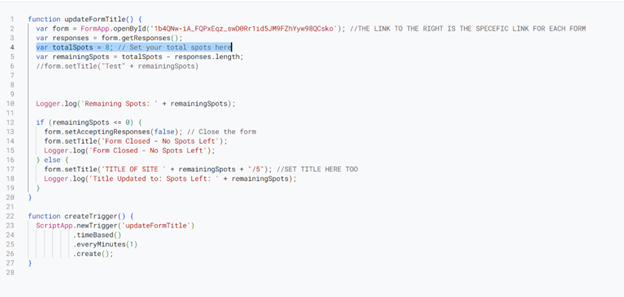 1 function updateFormTitle() {
2 var form = FormApp.openById('1b4QNw-iA_FQPxEqz_swD0Rr1id5JM9FZhYyw98QCsko'); //THE LINK TO THE RIGHT IS THE SPECEFIC LINK FOR EACH FORM
3 var responses = form.getResponses();
4 var totalSpots = 8; // Set your total spots here
5 var remainingSpots = totalSpots - responses.length;
6 //form.setTitle("Test" + remainingSpots)
7
8
9
10 Logger.log('Remaining Spots: ' + remainingSpots);
11
12 if (remainingSpots <= 0) {
13 form.setAcceptingResponses(false); // Close the form
14 form.setTitle('Form Closed - No Spots Left');
15 Logger.log('Form Closed - No Spots Left');
16 } else {
17 form.setTitle('TITLE OF SITE ' + remainingSpots + "/5"); //SET TITLE HERE TOO
18 Logger.log('Title Updated to: Spots Left: ' + remainingSpots);
19 }
20 }
21
22 function createTrigger() {
23 ScriptApp.newTrigger('updateFormTitle')
24 .timeBased()
25 .everyMinutes(1)
26 .create();
27 }
28